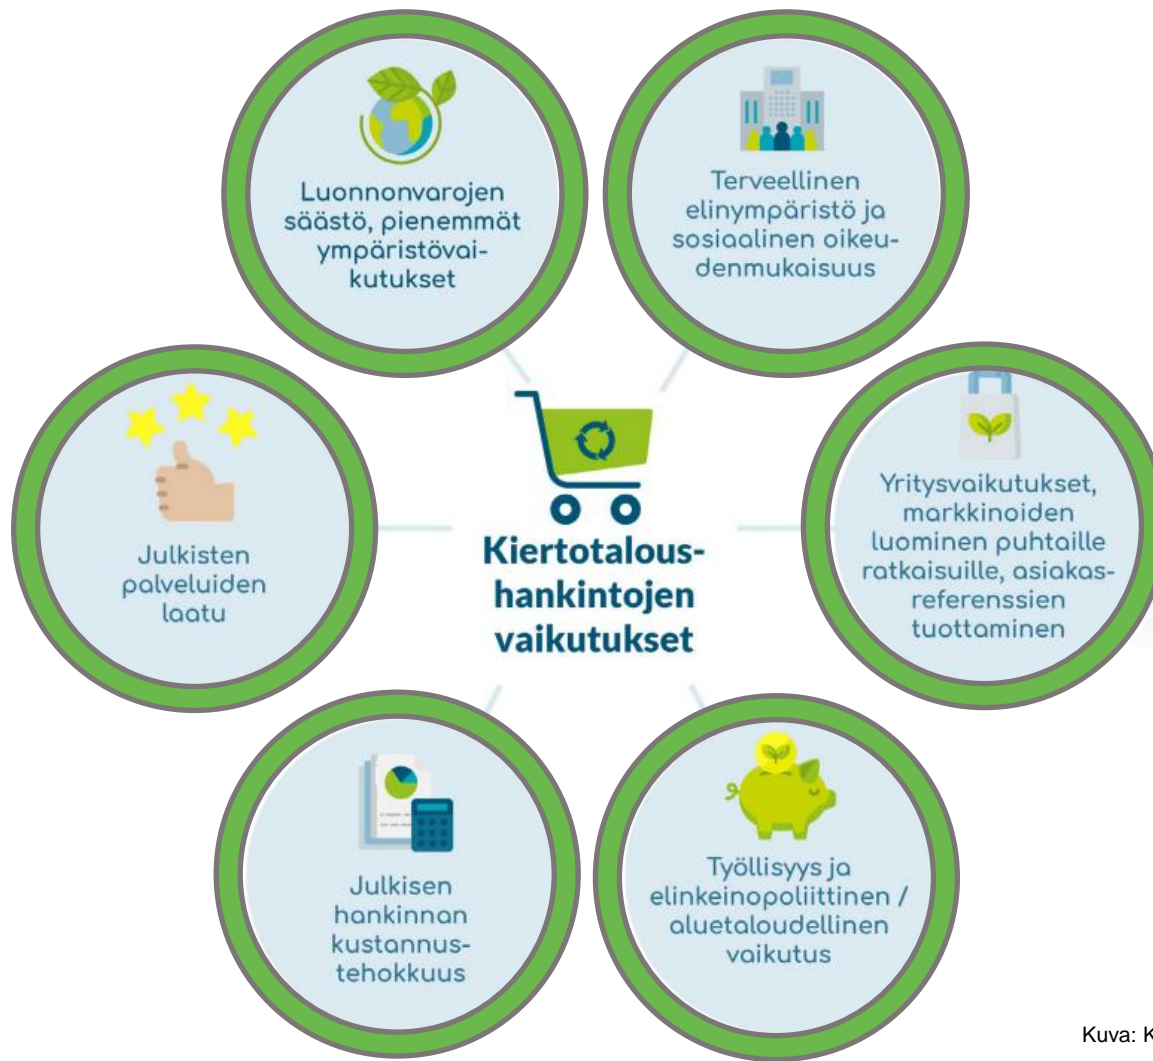 Luonnonvarojen
säästö, pienemmät
ympäristövai-
kutukset
Terveellinen
elinympäristö ja
sosiaalinen oikeu-
denmukaisuus
Julkisten
palveluiden
laatu
Kiertotalous-
hankintojen
vaikutukset
Yritysvaikutukset,
markkinoiden
luominen puhtaille
ratkaisuille, asiakas-
referenssien
tuottaminen
Julkisen
hankinnan
kustannus-
tehokkuus
Työllisyys ja
elinkeinopoliittinen /
aluetaloudellinen
vaikutus
Kuva: K